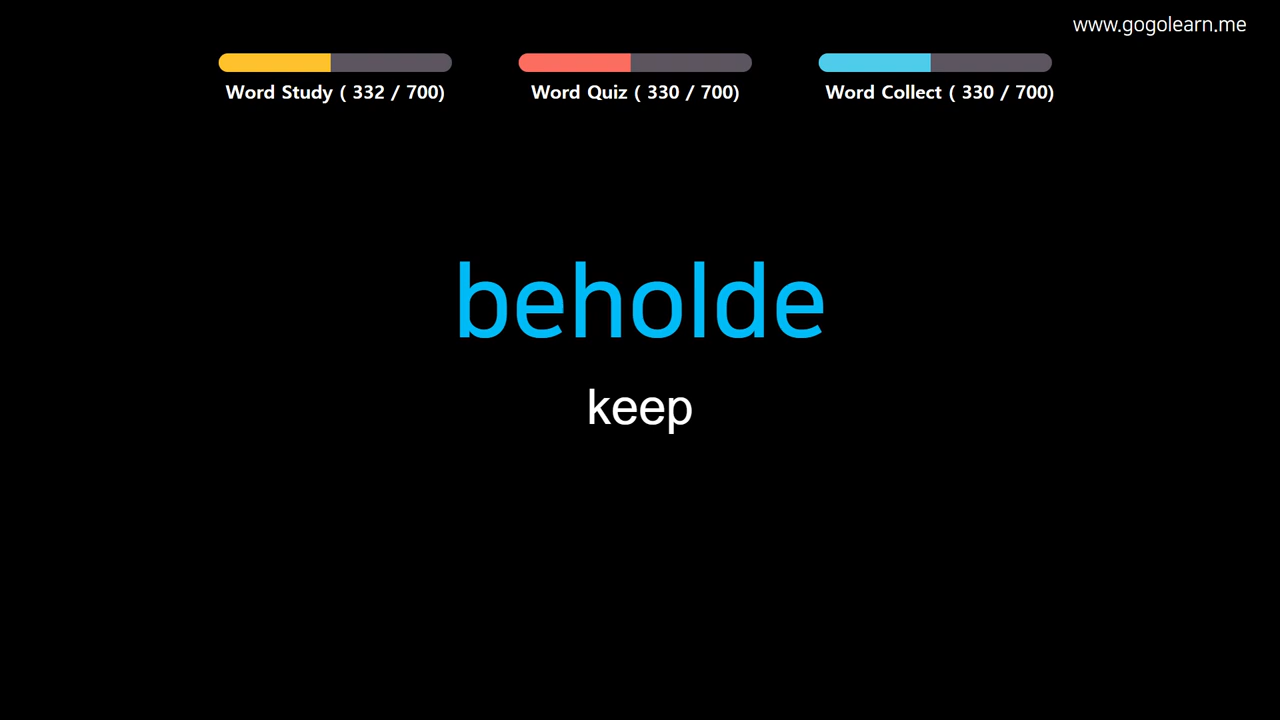 www.gogolearn.me
Word Study ( 332 / 700)
Word Quiz ( 330 / 700)
Word Collect ( 330 / 700)
beholde
keep